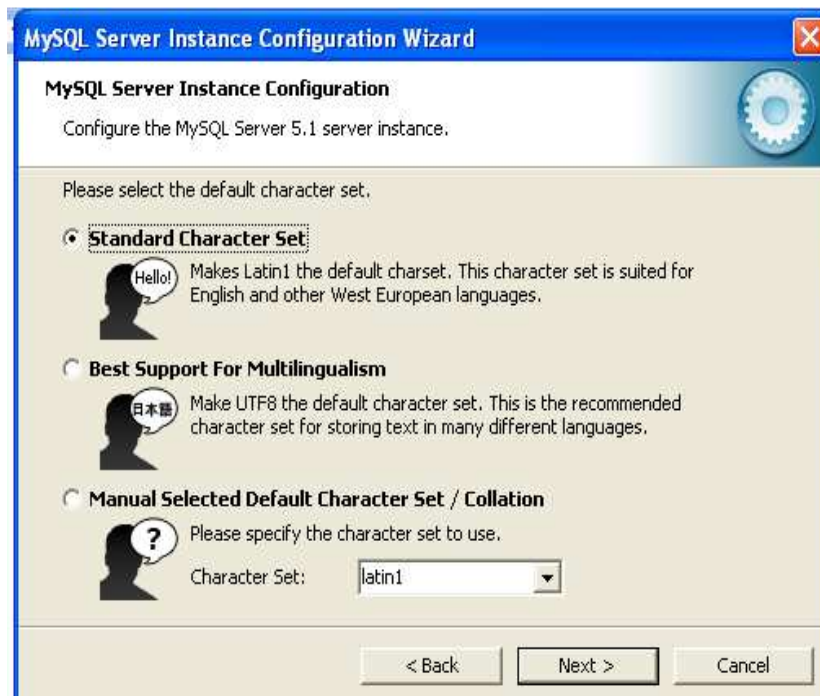 MySQL Server Instance Configuration Wizard
MySQL Server Instance Configuration
Configure the MySQL Server 5.1 server instance.
Please select the default character set.
Standard Character Set
Hello!
Makes Latin1 the default charset. This character set is suited for
English and other West European languages.
Best Support For Multilingualism
日本語
Make UTF8 the default character set. This is the recommended
character set for storing text in many different languages.
Manual Selected Default Character Set / Collation
?
Please specify the character set to use.
Character Set: latin1
< Back Next > Cancel